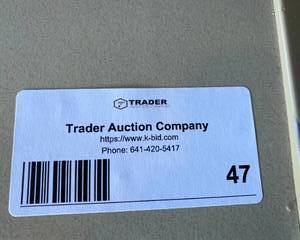 TRADER
Trader Auction Company
https://www.k-bid.com
Phone: 641-420-5417
47